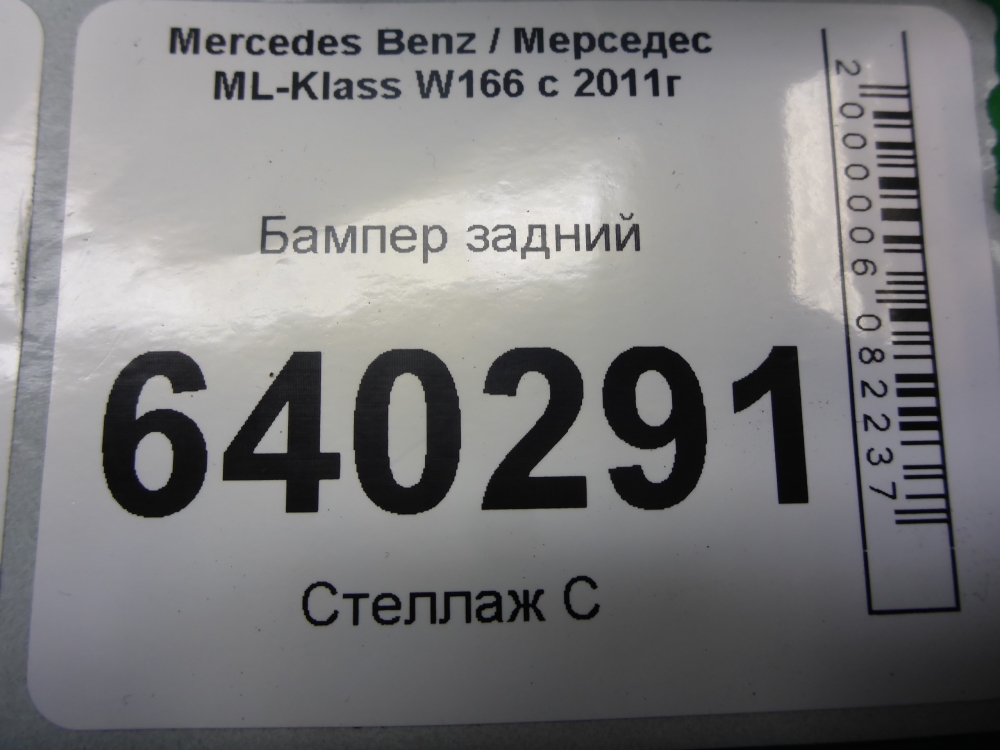 Mercedes Benz / Мерседес
ML-Klass W166 с 2011г
Бампер задний
640291
Стеллаж С
2000006082237